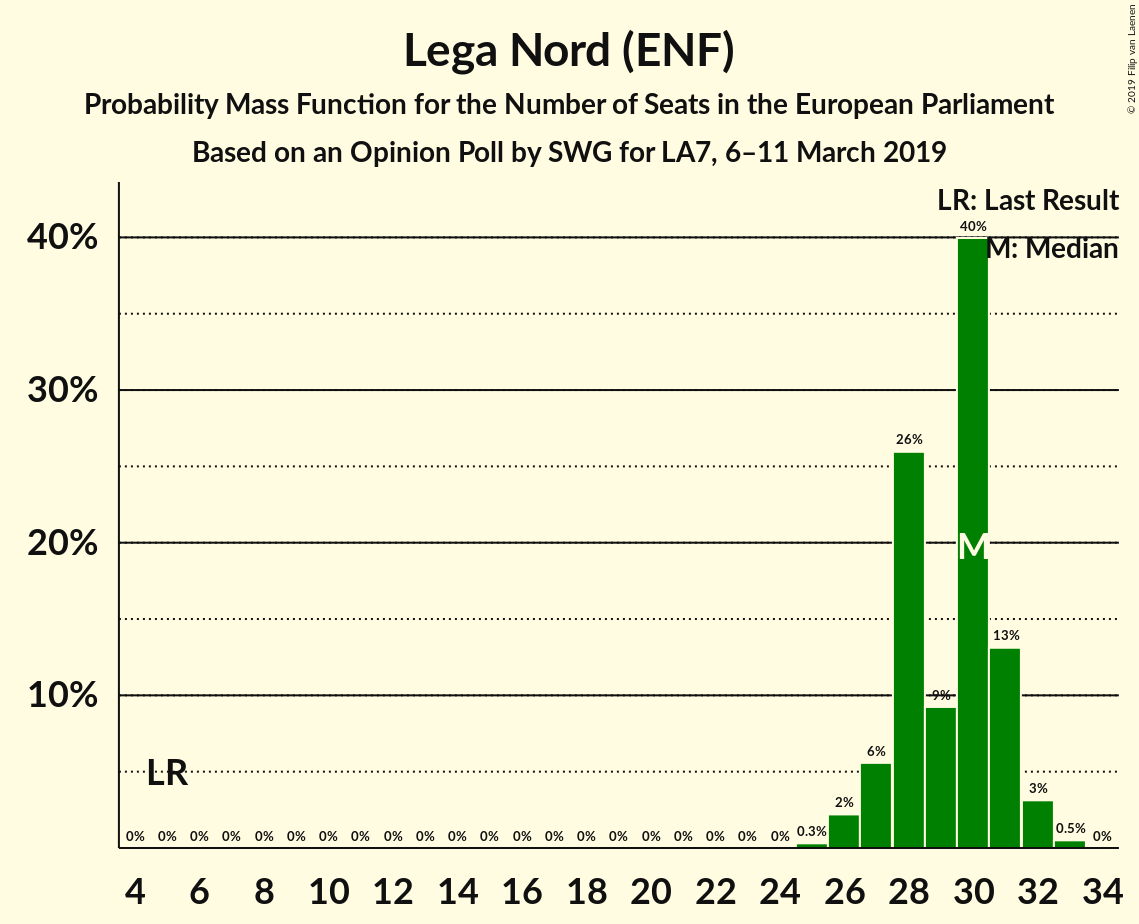 Lega Nord (ENF)
Probability Mass Function for the Number of Seats in the European Parliament
Based on an Opinion Poll by SWG for LA7, 6–11 March 2019
© 2019 Filip van Laenen
LR: Last Result
M: Median
40%
30%
20%
10%
LR
M
0% 0% 0% 0% 0% 0% 0% 0% 0% 0% 0% 0% 0% 0% 0% 0% 0% 0% 0% 0% 0% 0.3% 2% 6% 26% 9% 40% 13% 3% 0.5% 0%
4 6 8 10 12 14 16 18 20 22 24 26 28 30 32 34